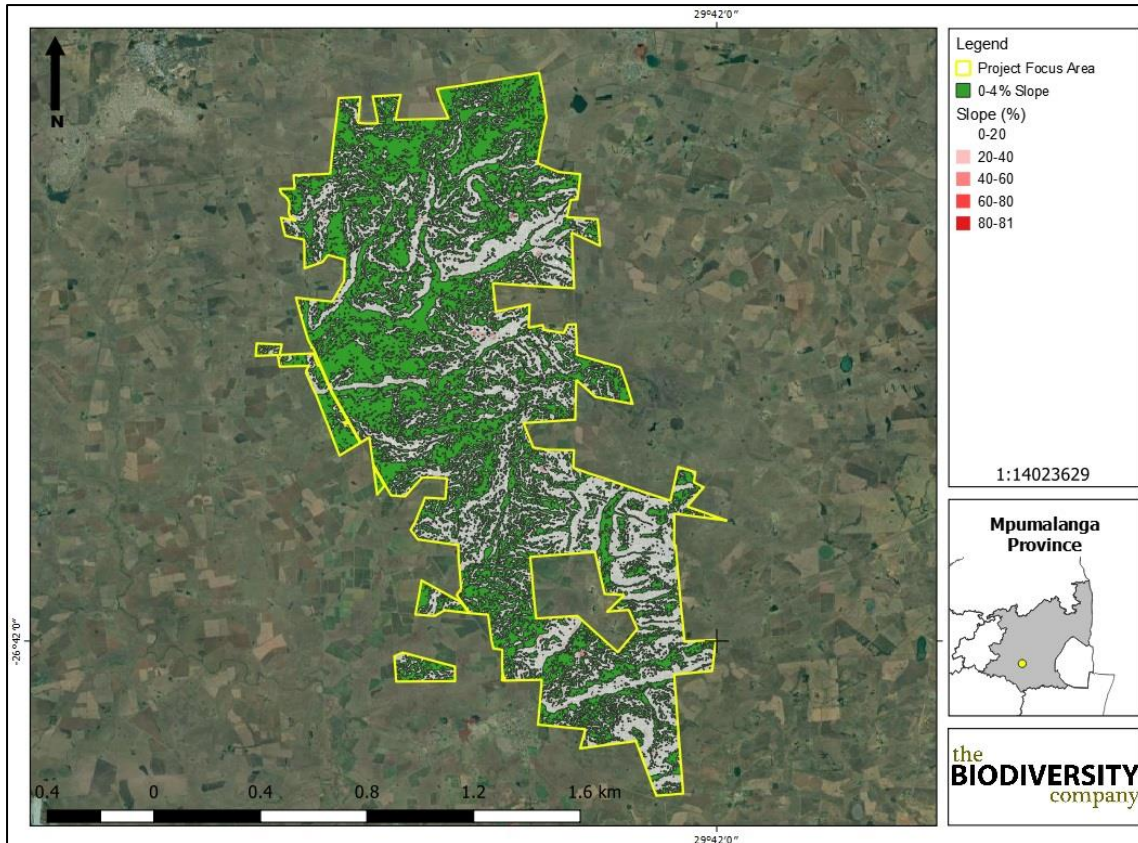 29°42′0″
N
-26°42′0″
0.4
0
0.4
0.8
1.2
1.6 km
29°42′0″
Legend
Project Focus Area
0-4% Slope
Slope (%)
0-20
20-40
40-60
60-80
80-81
1:14023629
Mpumalanga
Province
the
BIODIVERSITY
company